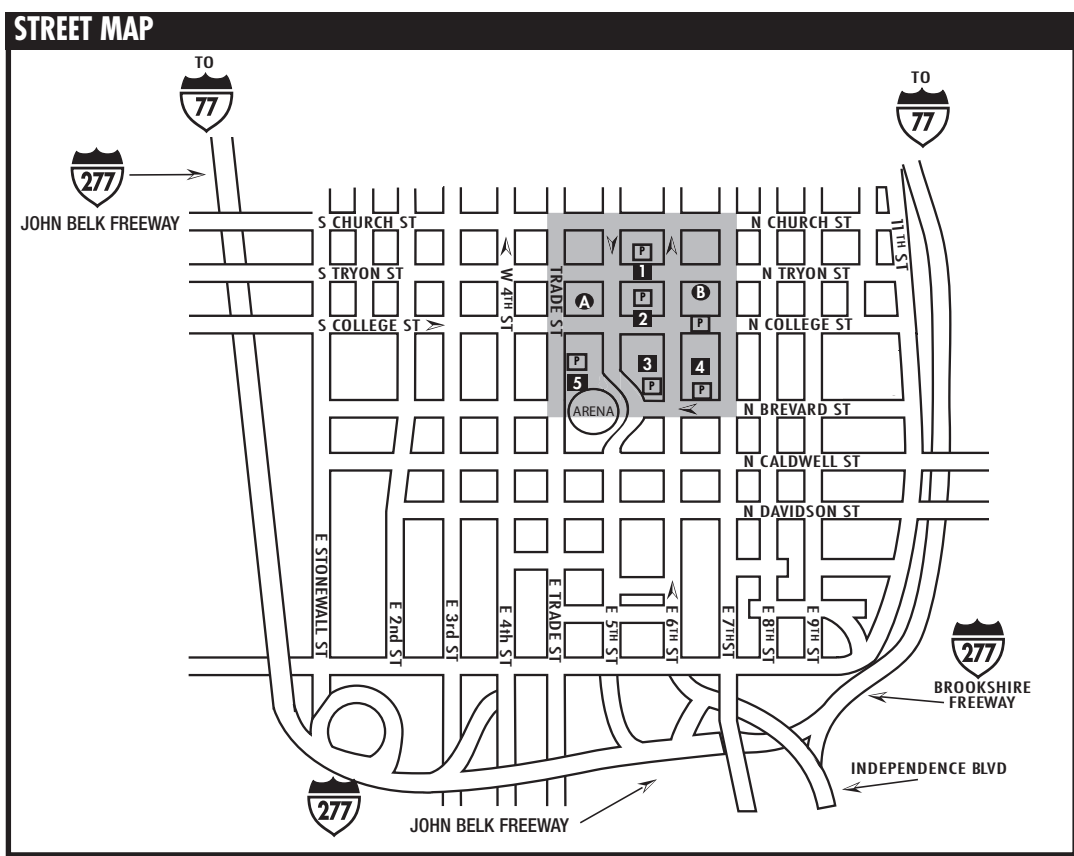 STREET MAP
TO
77
TO
77
277
JOHN BELK FREEWAY
S CHURCH ST
N CHURCH ST
11TH ST
S TRYON ST
N TRYON ST
W 4TH ST
TRADE ST
S COLLEGE ST
N COLLEGE ST
P
1
A
P
2
B
P
P
5
3
P
4
P
ARENA
N BREVARD ST
N CALDWELL ST
N DAVIDSON ST
E STONEWALL ST
E 2nd ST
E 3rd ST
E 4th ST
E TRADE ST
E 5TH ST
E 6TH ST
E 7TH ST
E 8TH ST
E 9TH ST
277
BROOKSHIRE
FREEWAY
INDEPENDENCE BLVD
277
JOHN BELK FREEWAY